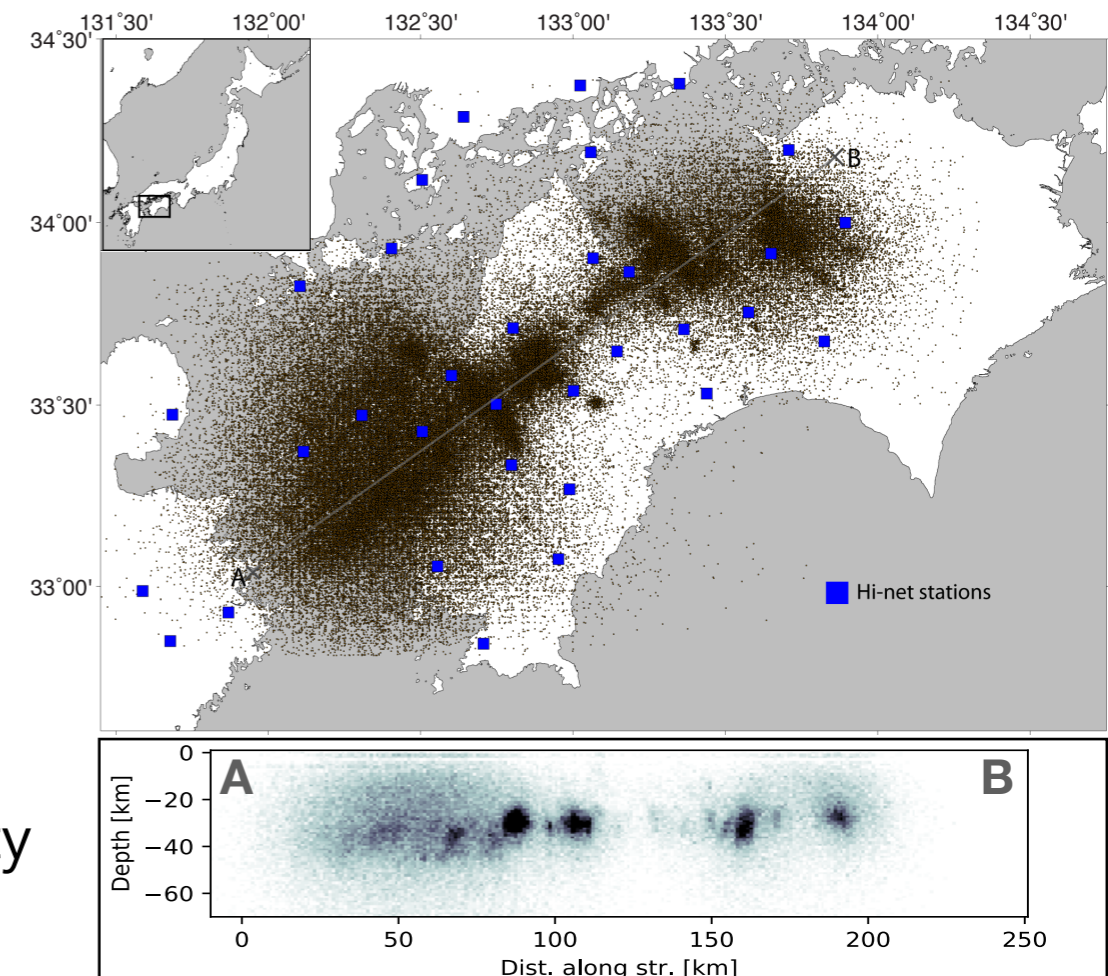 131˚30' 132˚00' 132˚30' 133˚00' 133˚30' 134˚00' 134˚30'
34˚30'
34˚00'
33˚30'
33˚00'
B
A
Hi-net stations
ty
A B
Depth [km]
0
−20
−40
−60
0 50 100 150 200 250
Dist. along str. [km]